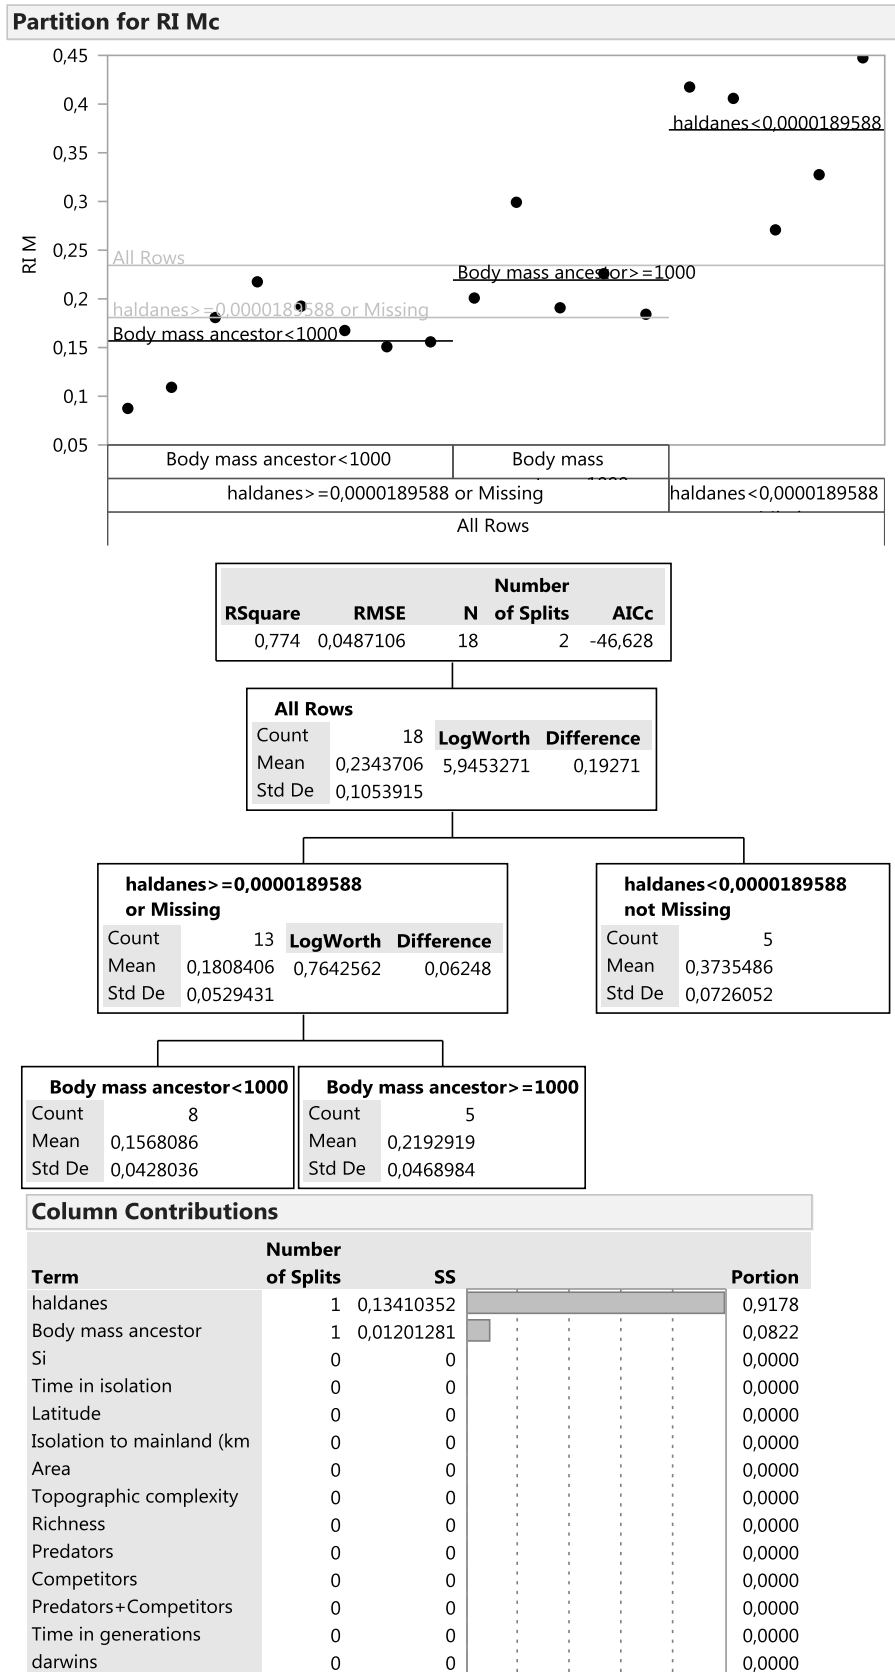 Partition for RI Mc
0,45
0,4
0,35
0,3
0,25
0,2
0,15
0,1
0,05
RI M
haldanes<0,0000189588
All Rows
Body mass ancestor>=1000
haldanes>=0,0000189588 or Missing
Body mass ancestor<1000
Body mass ancestor<1000 Body mass
haldanes>=0,0000189588 or Missing haldanes<0,0000189588
All Rows
Number
RSquare RMSE N of Splits AICc
0,774 0,0487106 18 2 -46,628
All Rows
Count 18 LogWorth Difference
Mean 0,2343706 5,9453271 0,19271
Std De 0,1053915
haldanes>=0,0000189588
or Missing
Count 13 LogWorth Difference
Mean 0,1808406 0,7642562 0,06248
Std De 0,0529431
haldanes<0,0000189588
not Missing
Count 5
Mean 0,3735486
Std De 0,0726052
Body mass ancestor<1000
Count 8
Mean 0,1568086
Std De 0,0428036
Body mass ancestor>=1000
Count 5
Mean 0,2192919
Std De 0,0468984
Column Contributions
Number
Term of Splits SS Portion
haldanes 1 0,13410352 0,9178
Body mass ancestor 1 0,01201281 0,0822
Si 0 0 0,0000
Time in isolation 0 0 0,0000
Latitude 0 0 0,0000
Isolation to mainland (km 0 0 0,0000
Area 0 0 0,0000
Topographic complexity 0 0 0,0000
Richness 0 0 0,0000
Predators 0 0 0,0000
Competitors 0 0 0,0000
Predators+Competitors 0 0 0,0000
Time in generations 0 0 0,0000
darwins 0 0 0,0000